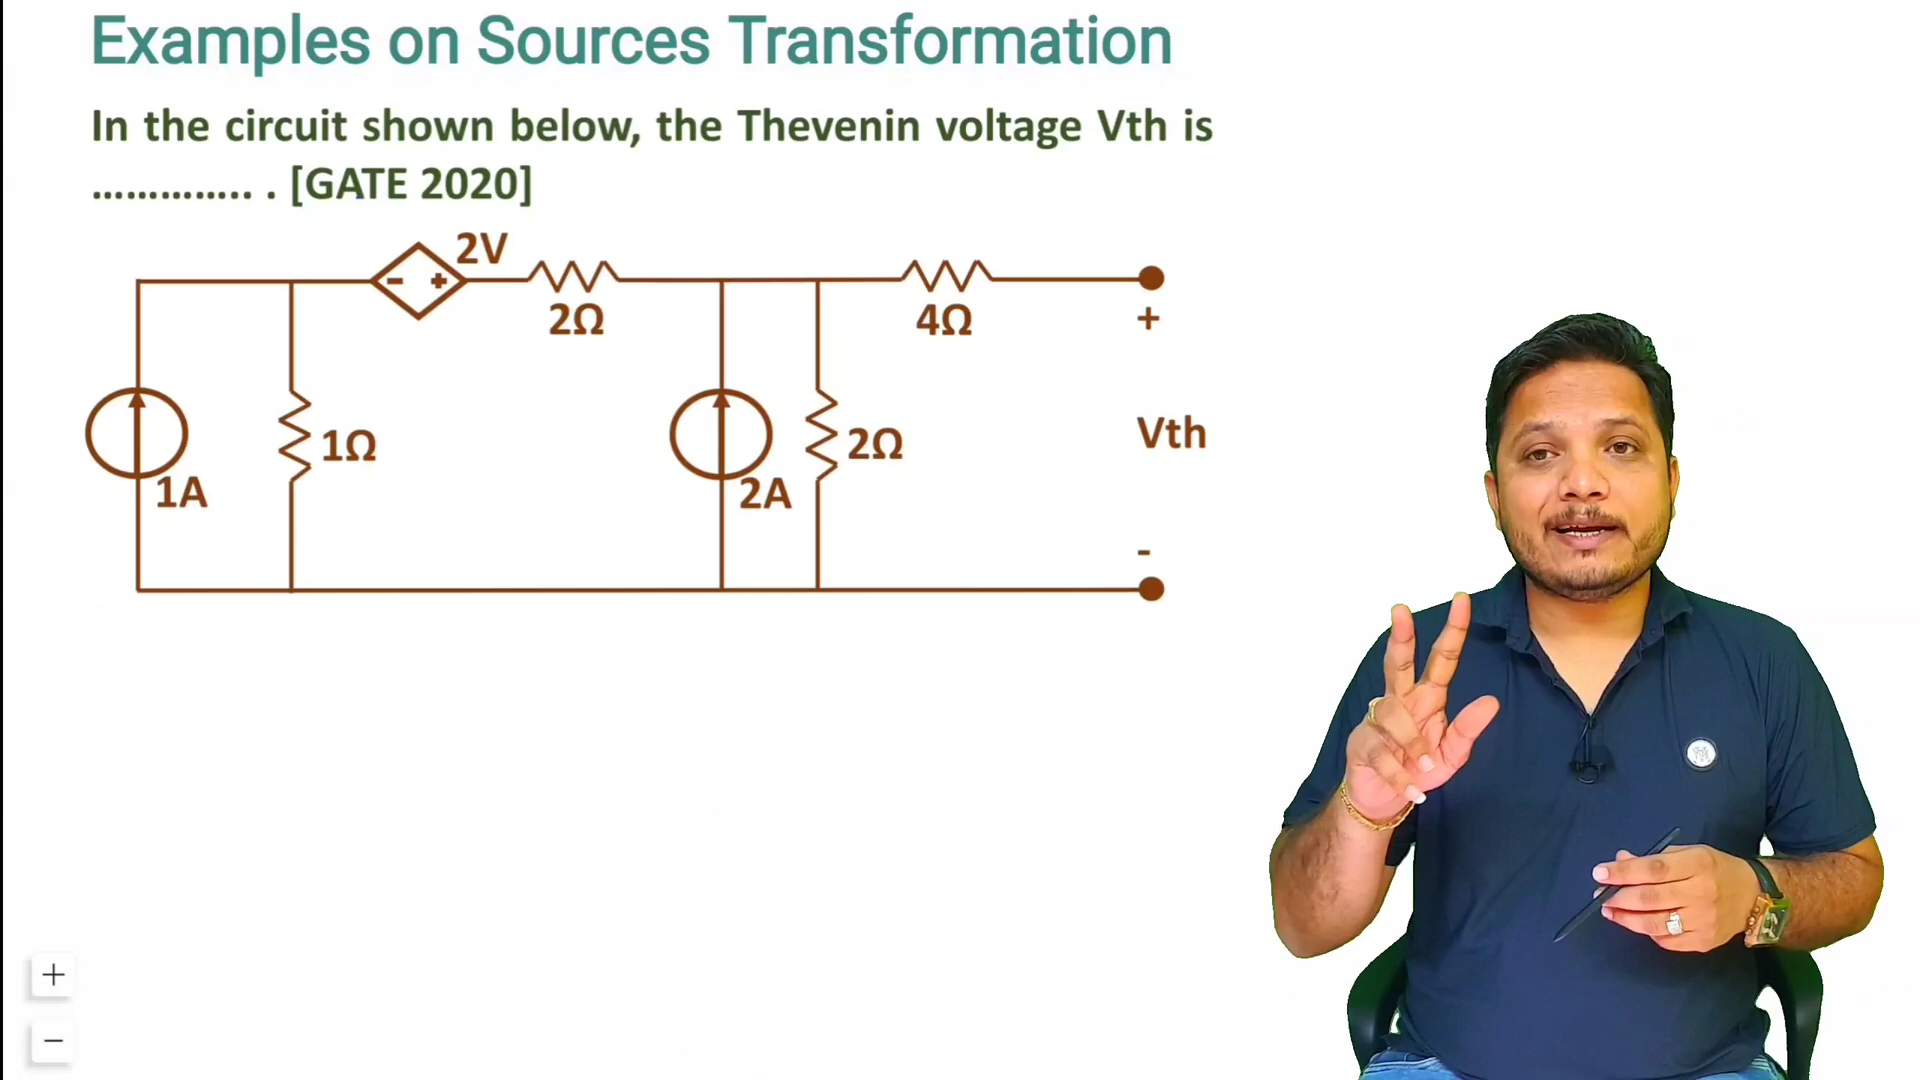 Examples on Sources Transformation
In the circuit shown below, the Thevenin voltage Vth is
………….. . [GATE 2020]
2V
- +
2Ω
4Ω
+
1Ω
2Ω
Vth
1A
2A
-
+
−